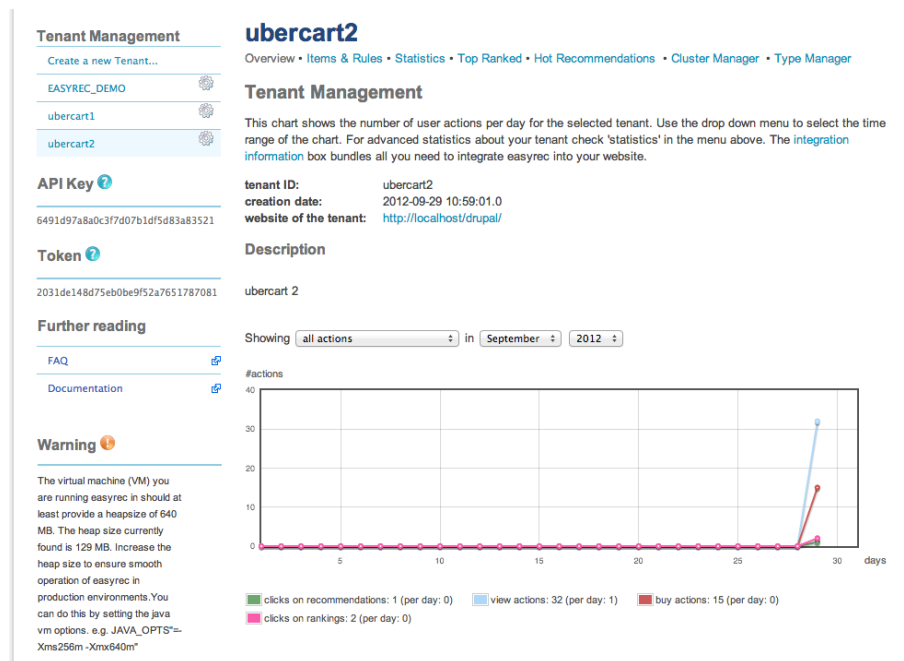 Tenant Management
Create a new Tenant...
EASYREC_DEMO
ubercart1
ubercart2
API Key ?
6491d97a8a0c3f7d07b1df5d83a83521
Token ?
2031de148d75eb0be9f52a7651787081
Further reading
FAQ
Documentation
Warning !
The virtual machine (VM) you
are running easyrec in should at
least provide a heapsize of 640
MB. The heap size currently
found is 129 MB. Increase the
heap size to ensure smooth
operation of easyrec in
production environments.You
can do this by setting the java
vm options. e.g. JAVA_OPTS"=-
Xms256m -Xmx640m"
ubercart2
Overview • Items & Rules • Statistics • Top Ranked • Hot Recommendations • Cluster Manager • Type Manager
Tenant Management
This chart shows the number of user actions per day for the selected tenant. Use the drop down menu to select the time
range of the chart. For advanced statistics about your tenant check 'statistics' in the menu above. The integration
information box bundles all you need to integrate easyrec into your website.
tenant ID: ubercart2
creation date: 2012-09-29 10:59:01.0
website of the tenant: http://localhost/drupal/
Description
ubercart 2
Showing all actions in September 2012
#actions
40
30
20
10
0
5 10 15 20 25 30 days
clicks on recommendations: 1 (per day: 0) view actions: 32 (per day: 1) buy actions: 15 (per day: 0)
clicks on rankings: 2 (per day: 0)